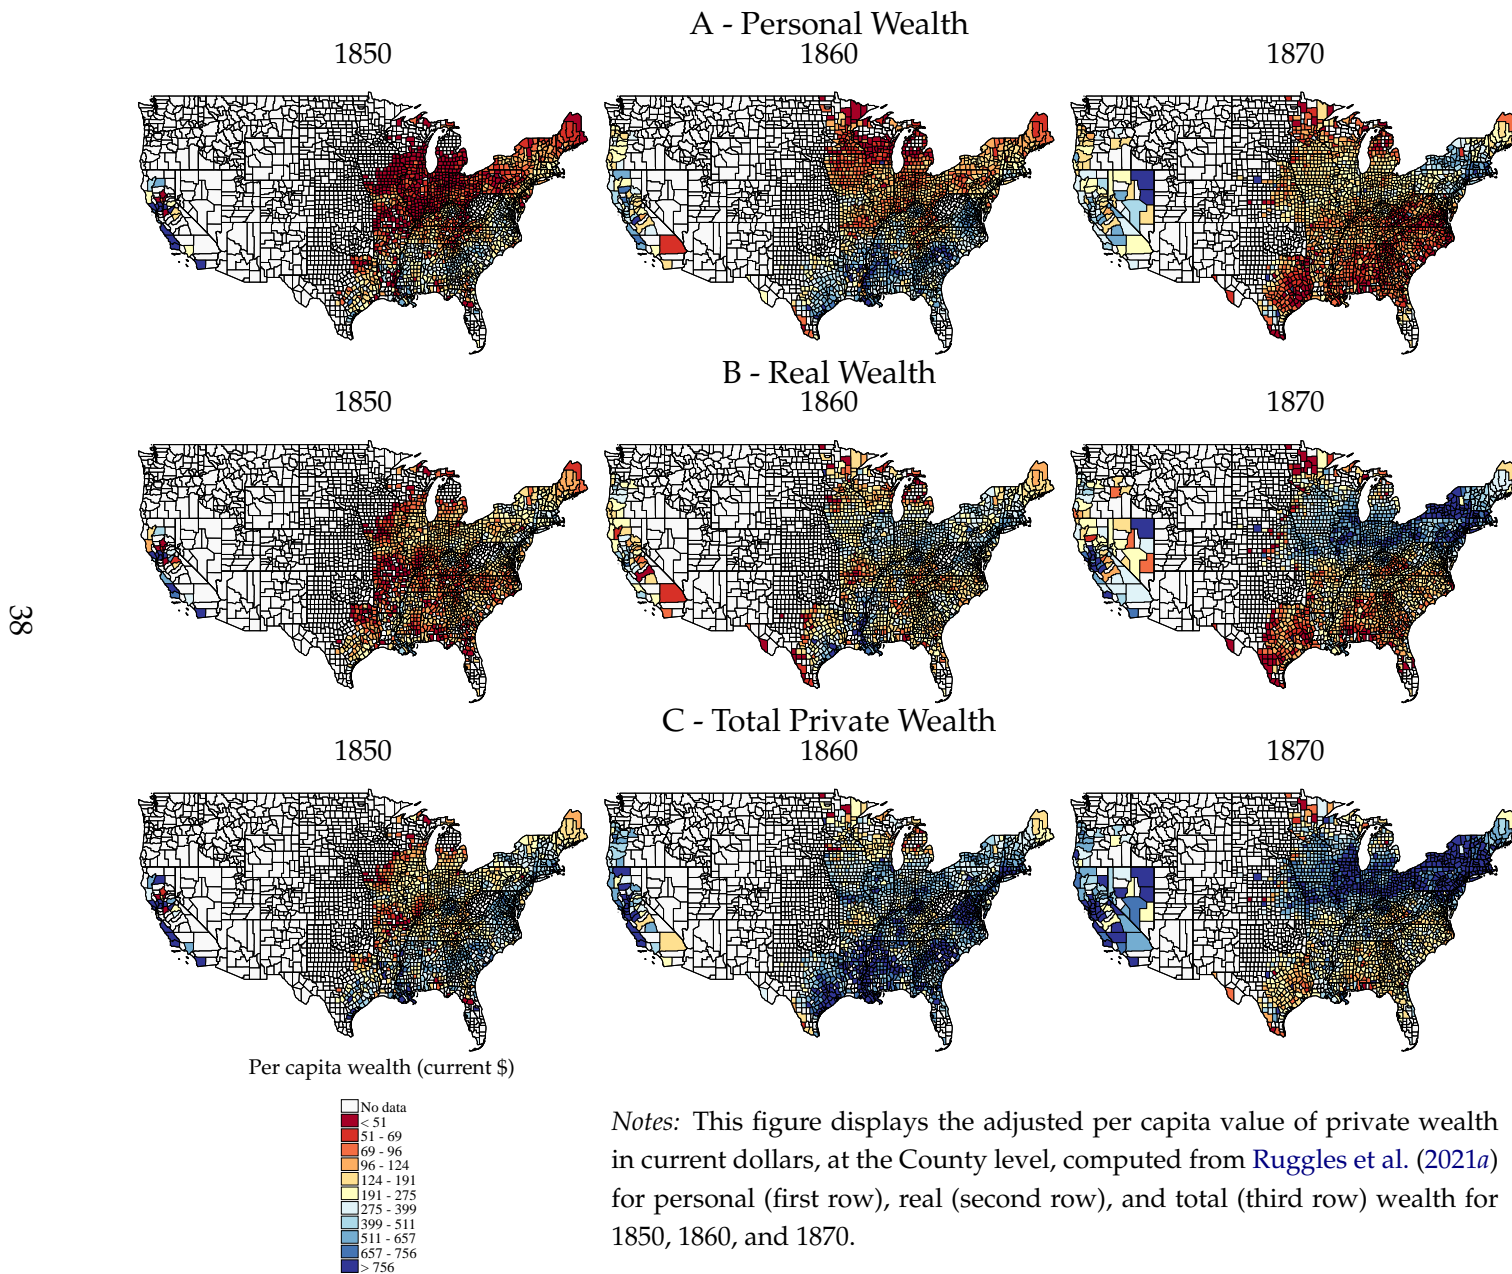 A - Personal Wealth
1850
1860
1870
B - Real Wealth
1850
1860
1870
C - Total Private Wealth
1850
1860
1870
38
Per capita wealth (current $)
No data
< 51
51 - 69
69 - 96
96 - 124
124 - 191
191 - 275
275 - 399
399 - 511
511 - 657
657 - 756
> 756
Notes: This figure displays the adjusted per capita value of private wealth
in current dollars, at the County level, computed from Ruggles et al. (2021a)
for personal (first row), real (second row), and total (third row) wealth for
1850, 1860, and 1870.